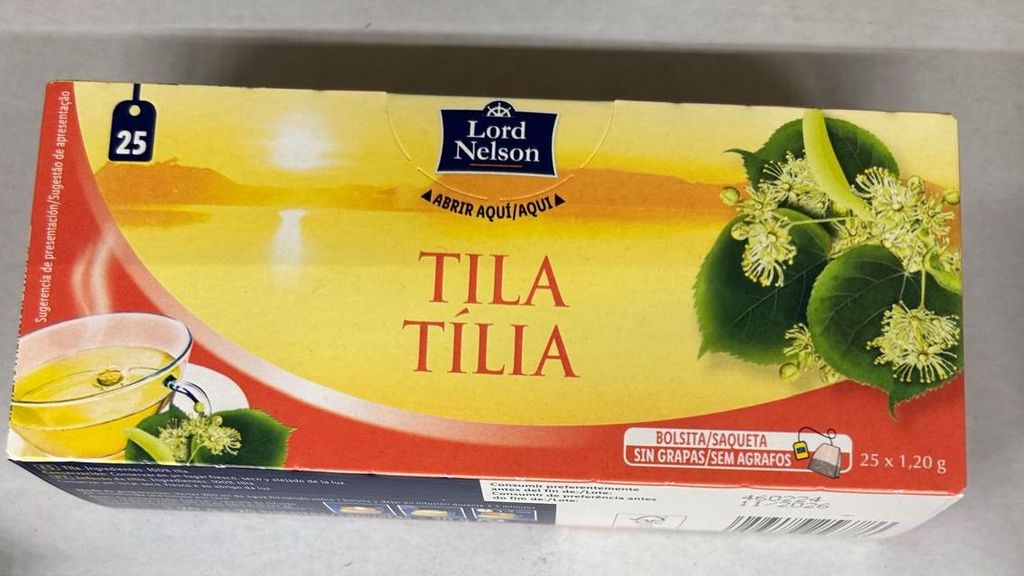 Sugerencia de presentación/Sugestão de apresentação
25
Lord
Nelson
ABRIR AQUÍ/AQUI
TILA
TÍLIA
BOLSITA/SAQUETA
SIN GRAPAS/SEM AGRAFOS
25 x 1,20 g
Consumir preferentemente
antes del fin de:/Lote:
Consumir de preferência antes
do fim de:/Lote:
460224
11/2026